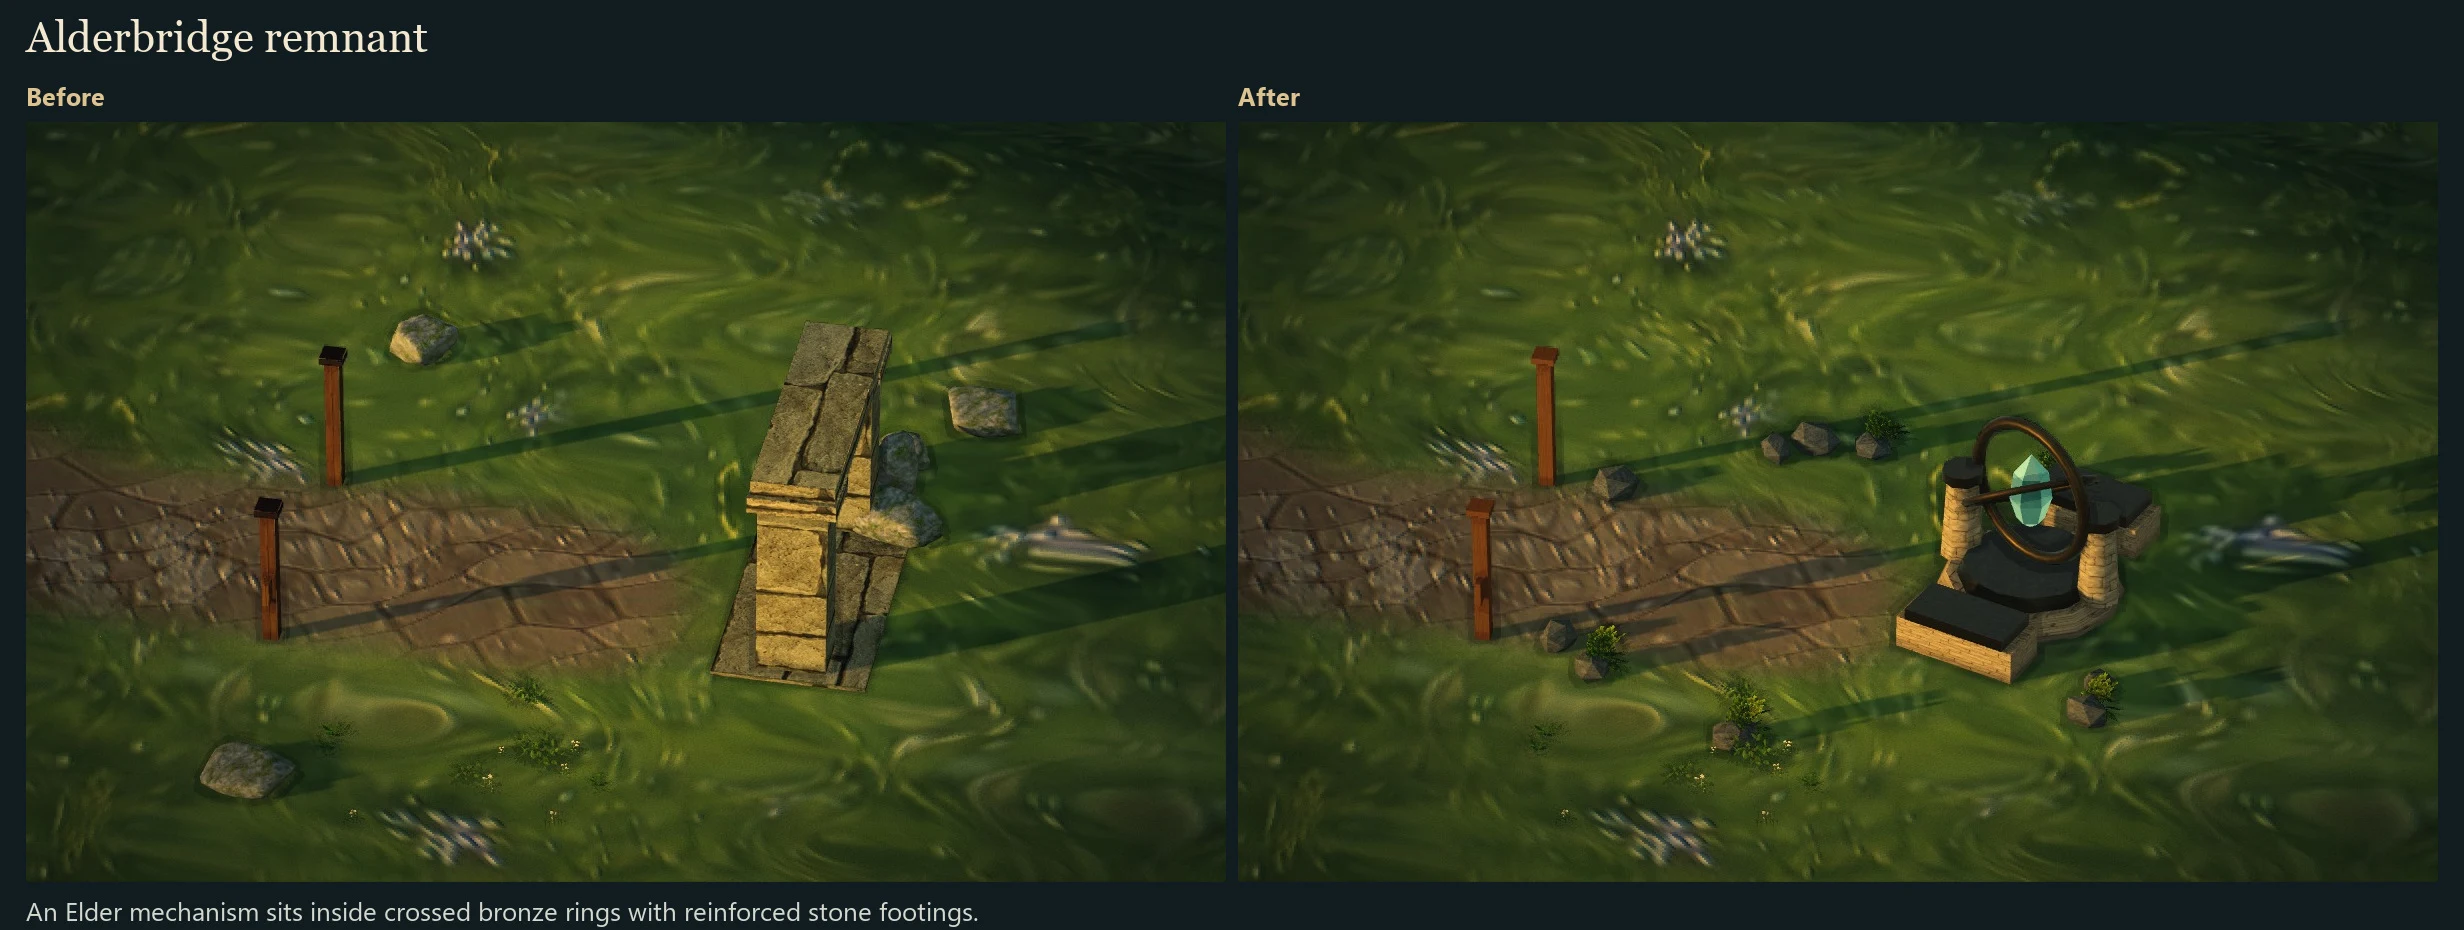 Alderbridge remnant
Before
After
An Elder mechanism sits inside crossed bronze rings with reinforced stone footings.